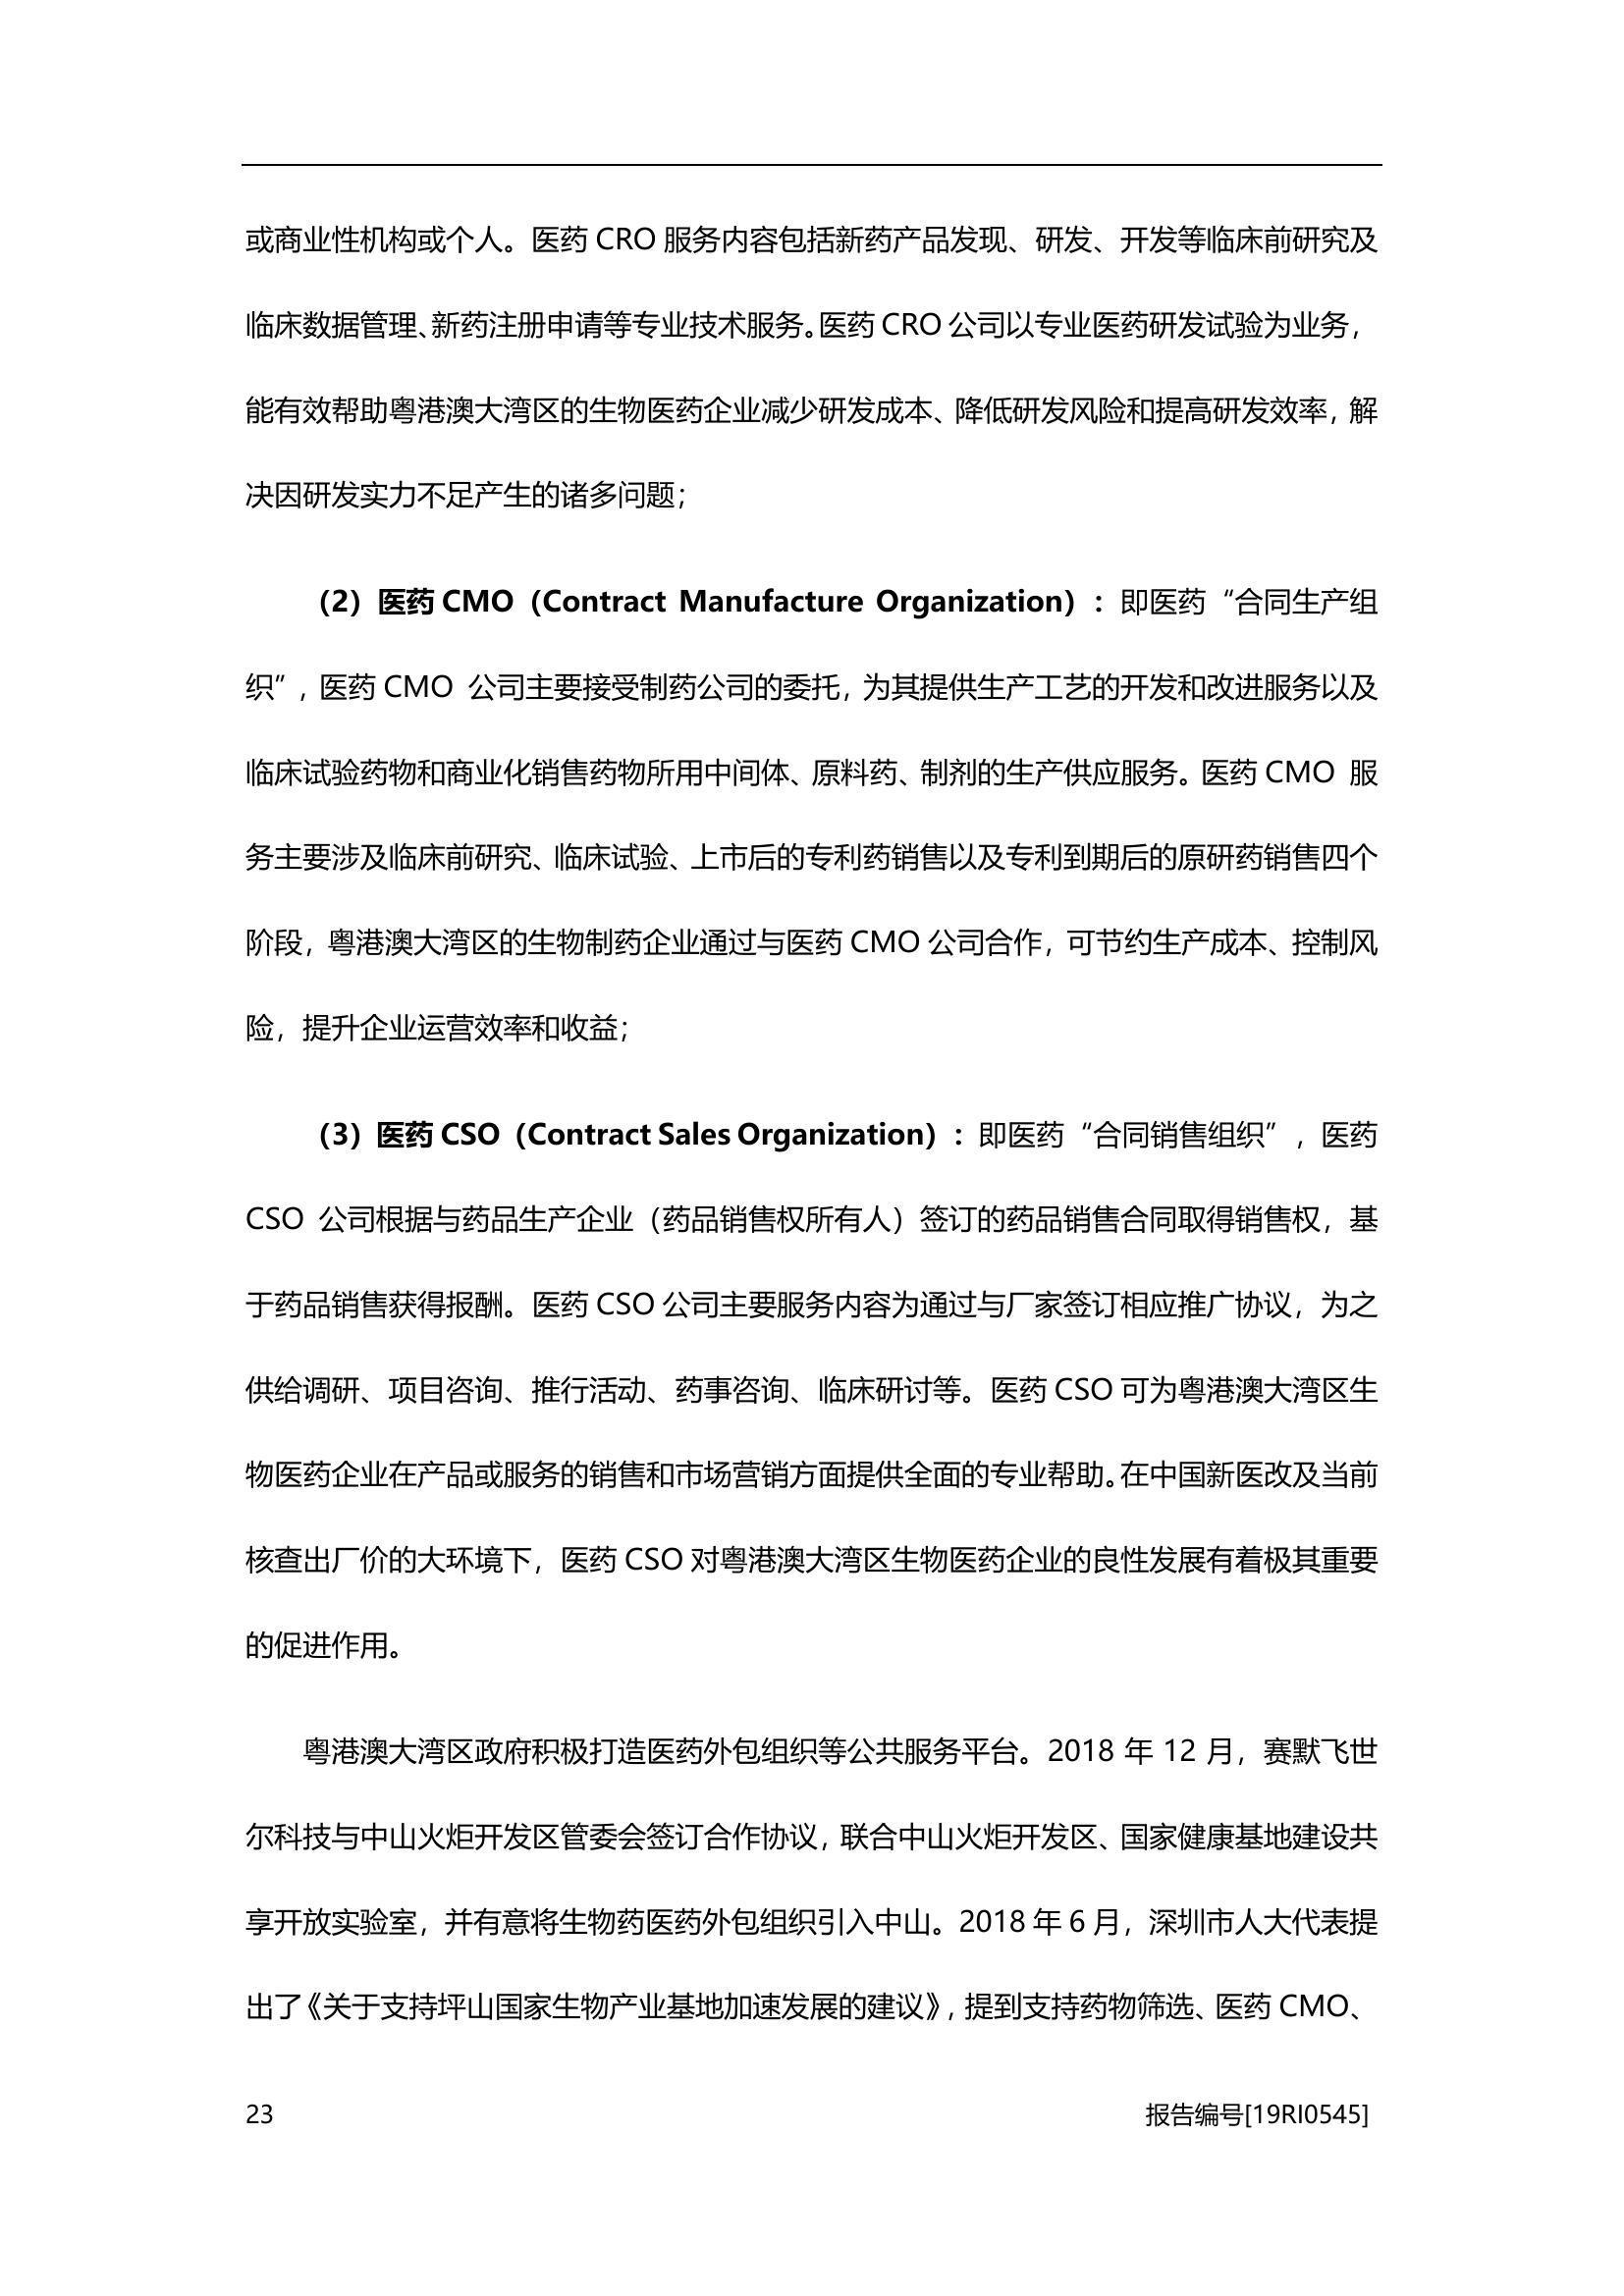 或商业性机构或个人。医药 CRO 服务内容包括新药产品发现、研发、开发等临床前研究及
临床数据管理、新药注册申请等专业技术服务。医药 CRO 公司以专业医药研发试验为业务，
能有效帮助粤港澳大湾区的生物医药企业减少研发成本、降低研发风险和提高研发效率，解
决因研发实力不足产生的诸多问题；
（2）医药 CMO（Contract Manufacture Organization）：即医药“合同生产组
织”，医药 CMO 公司主要接受制药公司的委托，为其提供生产工艺的开发和改进服务以及
临床试验药物和商业化销售药物所用中间体、原料药、制剂的生产供应服务。医药 CMO 服
务主要涉及临床前研究、临床试验、上市后的专利药销售以及专利到期后的原研药销售四个
阶段，粤港澳大湾区的生物制药企业通过与医药 CMO 公司合作，可节约生产成本、控制风
险，提升企业运营效率和收益；
（3）医药 CSO（Contract Sales Organization）：即医药“合同销售组织”，医药
CSO 公司根据与药品生产企业（药品销售权所有人）签订的药品销售合同取得销售权，基
于药品销售获得报酬。医药 CSO 公司主要服务内容为通过与厂家签订相应推广协议，为之
供给调研、项目咨询、推行活动、药事咨询、临床研讨等。医药 CSO 可为粤港澳大湾区生
物医药企业在产品或服务的销售和市场营销方面提供全面的专业帮助。在中国新医改及当前
核查出厂价的大环境下，医药 CSO 对粤港澳大湾区生物医药企业的良性发展有着极其重要
的促进作用。
粤港澳大湾区政府积极打造医药外包组织等公共服务平台。2018 年 12 月，赛默飞世
尔科技与中山火炬开发区管委会签订合作协议，联合中山火炬开发区、国家健康基地建设共
享开放实验室，并有意将生物药医药外包组织引入中山。2018 年 6 月，深圳市人大代表提
出了《关于支持坪山国家生物产业基地加速发展的建议》，提到支持药物筛选、医药 CMO、
23 报告编号[19RI0545]